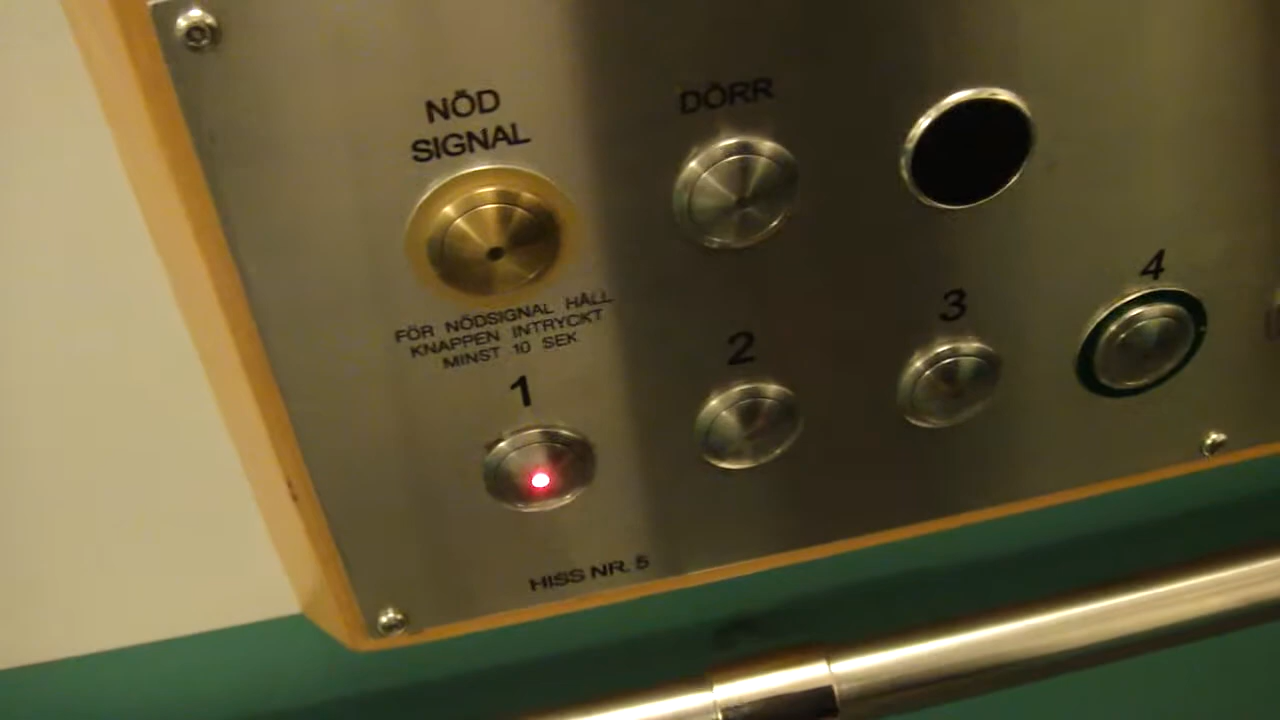 NÖD
SIGNAL
DÖRR
FÖR NÖDSIGNAL HÅLL
KNAPPEN INTRYCKT
MINST 10 SEK
1
2
3
4
HISS NR. 5